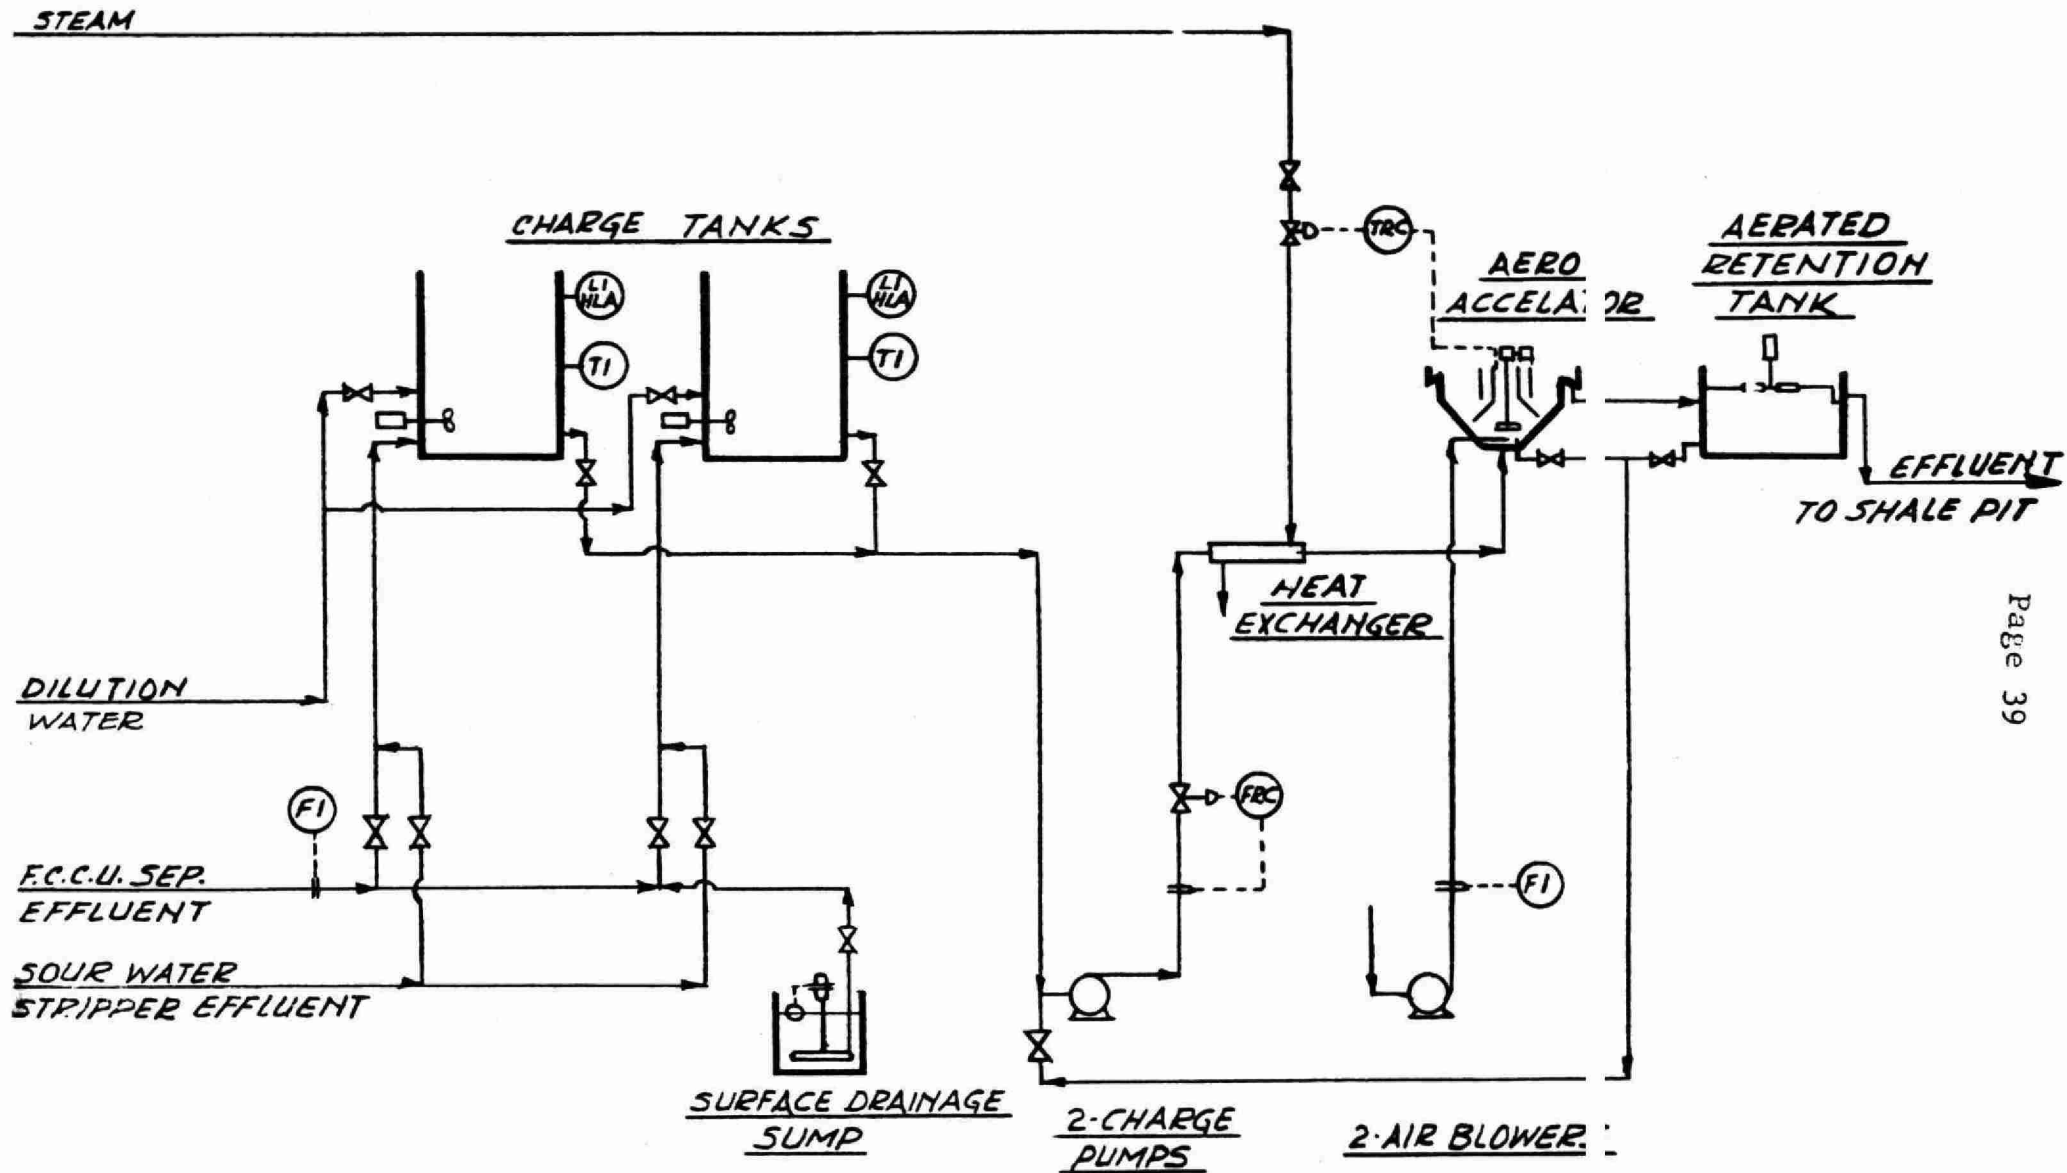 STEAM
CHARGE TANKS
LI
HLA
LI
HLA
TI
TI
TRC
AERO
ACCELATOR
AERATED
RETENTION
TANK
EFFLUENT
TO SHALE PIT
HEAT
EXCHANGER
Page 39
DILUTION
WATER
FI
FRC
F.C.C.U. SEP.
EFFLUENT
FI
SOUR WATER
STRIPPER EFFLUENT
SURFACE DRAINAGE
SUMP
2-CHARGE
PUMPS
2-AIR BLOWER